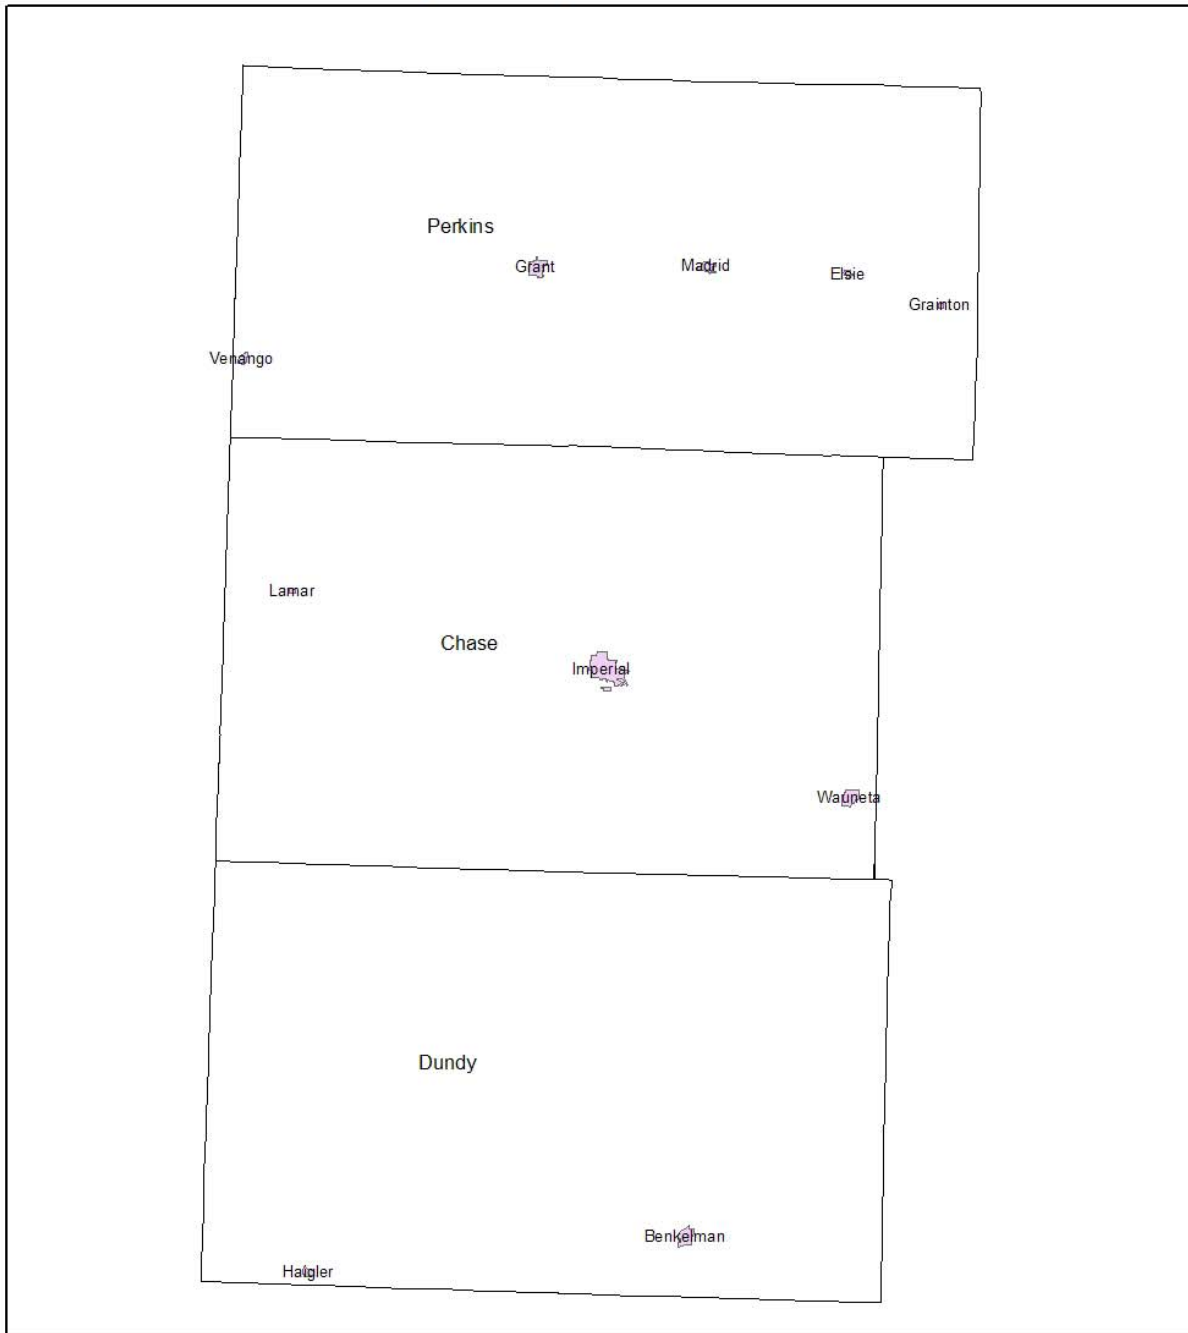 Perkins
Grant
Madrid
Elsie
Grainton
Venango
Lamar
Chase
Imperial
Wauneta
Dundy
Benkelman
Haigler